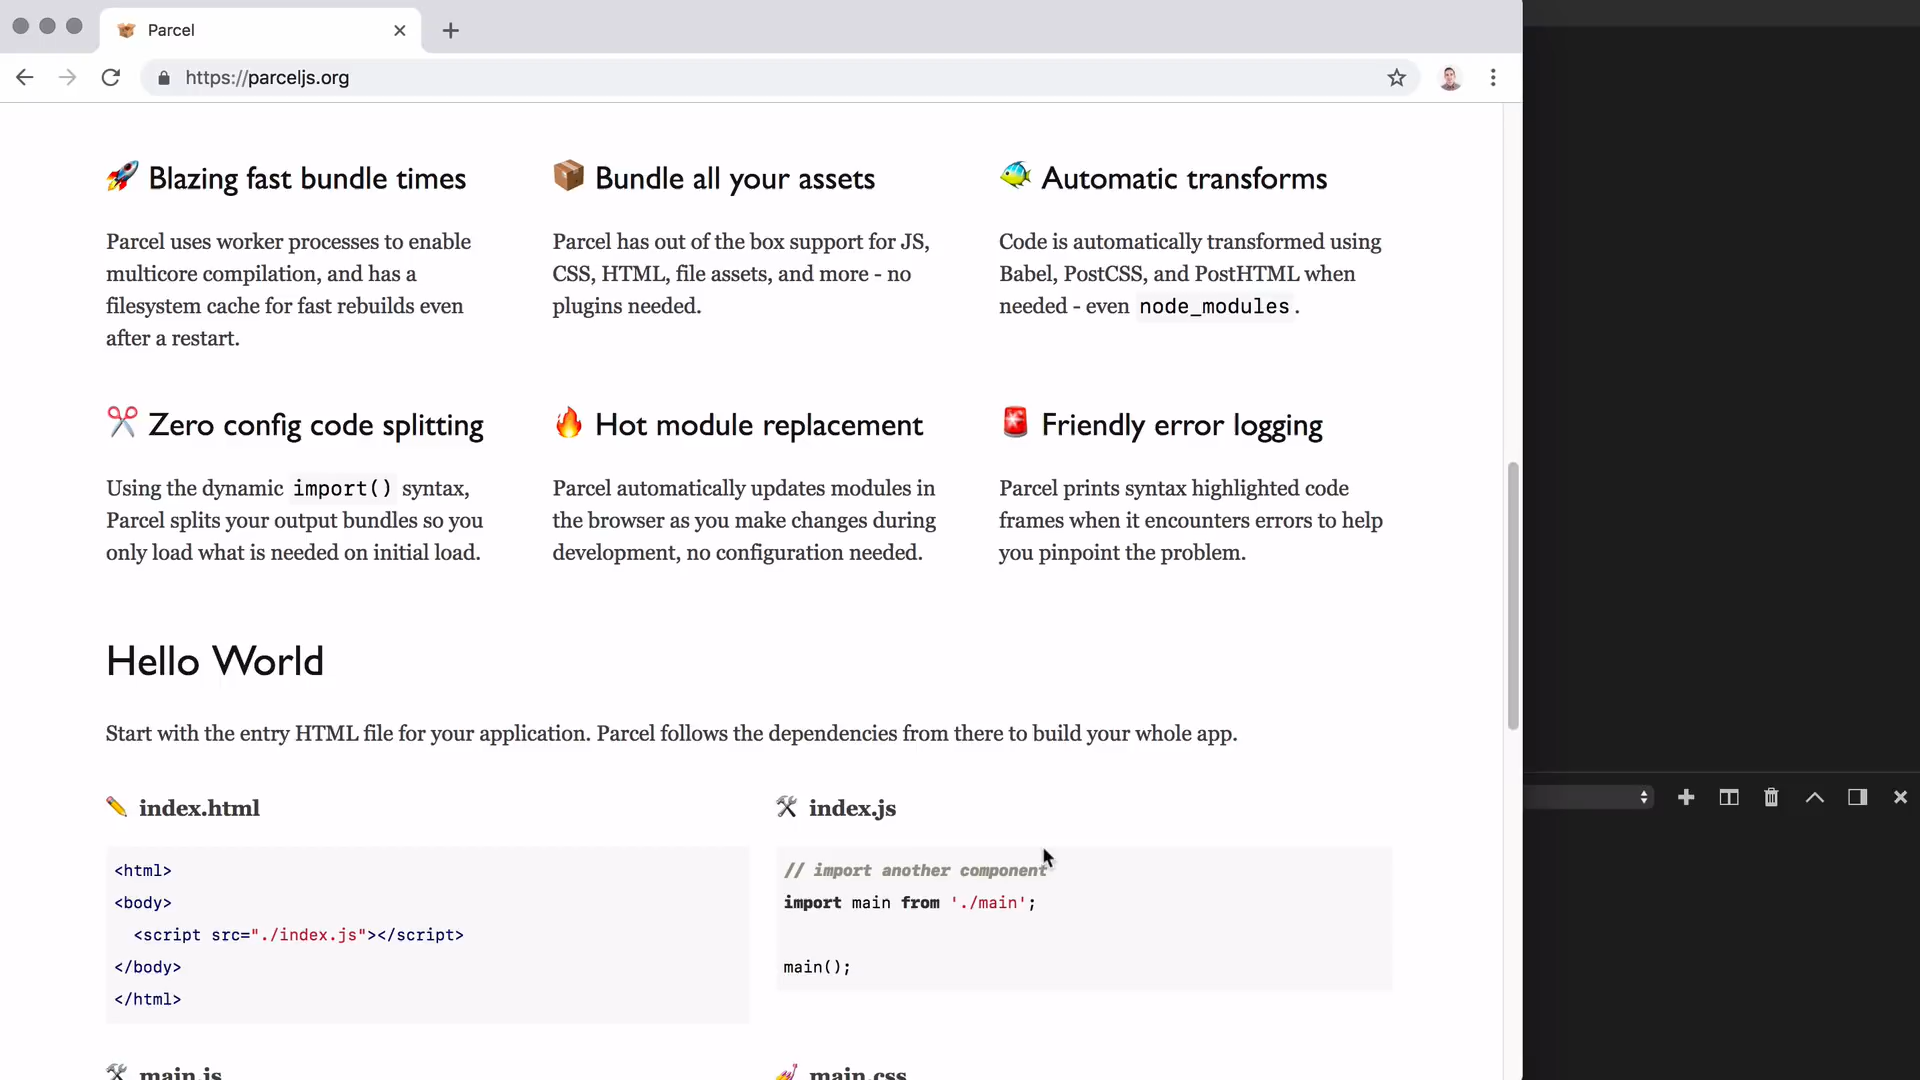 Parcel
https://parceljs.org
🚀 Blazing fast bundle times
Parcel uses worker processes to enable
multicore compilation, and has a
filesystem cache for fast rebuilds even
after a restart.
📦 Bundle all your assets
Parcel has out of the box support for JS,
CSS, HTML, file assets, and more - no
plugins needed.
🐠 Automatic transforms
Code is automatically transformed using
Babel, PostCSS, and PostHTML when
needed - even node_modules.
✂️ Zero config code splitting
Using the dynamic import() syntax,
Parcel splits your output bundles so you
only load what is needed on initial load.
🔥 Hot module replacement
Parcel automatically updates modules in
the browser as you make changes during
development, no configuration needed.
🚨 Friendly error logging
Parcel prints syntax highlighted code
frames when it encounters errors to help
you pinpoint the problem.
Hello World
Start with the entry HTML file for your application. Parcel follows the dependencies from there to build your whole app.
✏️ index.html
<html>
<body>
  <script src="./index.js"></script>
</body>
</html>
🛠 index.js
// import another component
import main from './main';
main();
🛠 main.js
💅 main.css